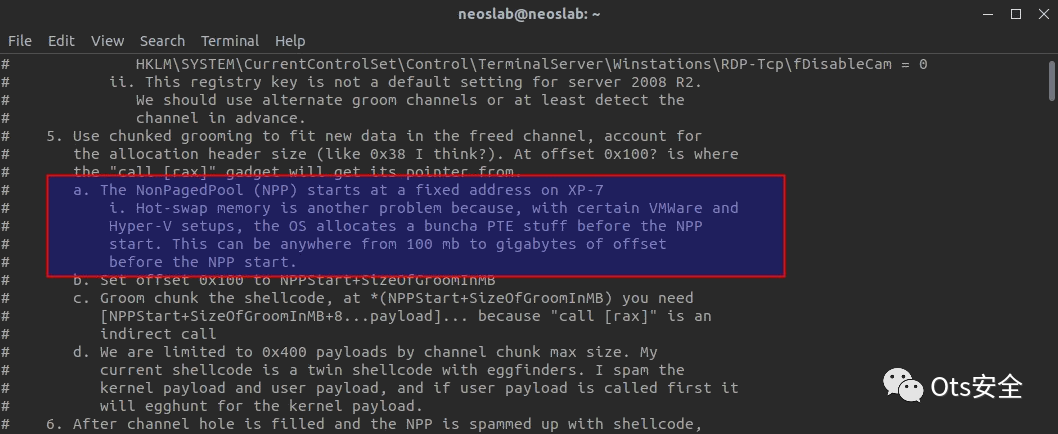 neoslab@neoslab: ~
File Edit View Search Terminal Help
# HKLM\SYSTEM\CurrentControlSet\Control\TerminalServer\Winstations\RDP-Tcp\fDisableCam = 0
# ii. This registry key is not a default setting for server 2008 R2.
# We should use alternate groom channels or at least detect the
# channel in advance.
# 5. Use chunked grooming to fit new data in the freed channel, account for
# the allocation header size (like 0x38 I think?). At offset 0x100? is where
# the "call [rax]" gadget will get its pointer from.
# a. The NonPagedPool (NPP) starts at a fixed address on XP-7
# i. Hot-swap memory is another problem because, with certain VMWare and
# Hyper-V setups, the OS allocates a buncha PTE stuff before the NPP
# start. This can be anywhere from 100 mb to gigabytes of offset
# before the NPP start.
# b. Set offset 0x100 to NPPStart+SizeOfGroomInMB
# c. Groom chunk the shellcode, at *(NPPStart+SizeOfGroomInMB) you need
# [NPPStart+SizeOfGroomInMB+8...payload]... because "call [rax]" is an
# indirect call
# d. We are limited to 0x400 payloads by channel chunk max size. My
# current shellcode is a twin shellcode with eggfinders. I spam the
# kernel payload and user payload, and if user payload is called first it
# will egghunt for the kernel payload.
# 6. After channel hole is filled and the NPP is spammed up with shellcode,
Ots安全